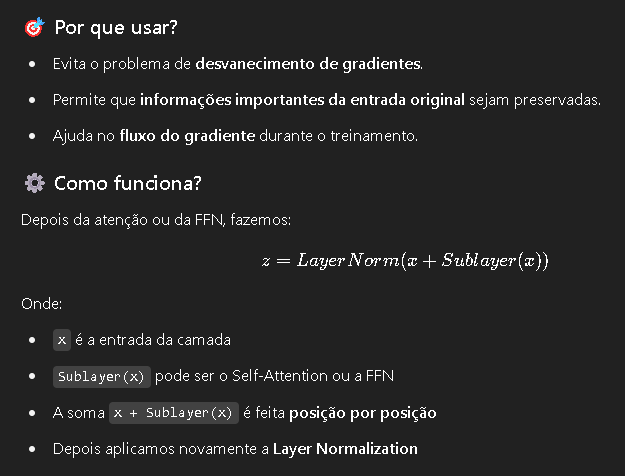 🎯 Por que usar?
• Evita o problema de desvanecimento de gradientes.
• Permite que informações importantes da entrada original sejam preservadas.
• Ajuda no fluxo do gradiente durante o treinamento.
⚙️ Como funciona?
Depois da atenção ou da FFN, fazemos:
z = LayerNorm(x + Sublayer(x))
Onde:
• x é a entrada da camada
• Sublayer(x) pode ser o Self-Attention ou a FFN
• A soma x + Sublayer(x) é feita posição por posição
• Depois aplicamos novamente a Layer Normalization